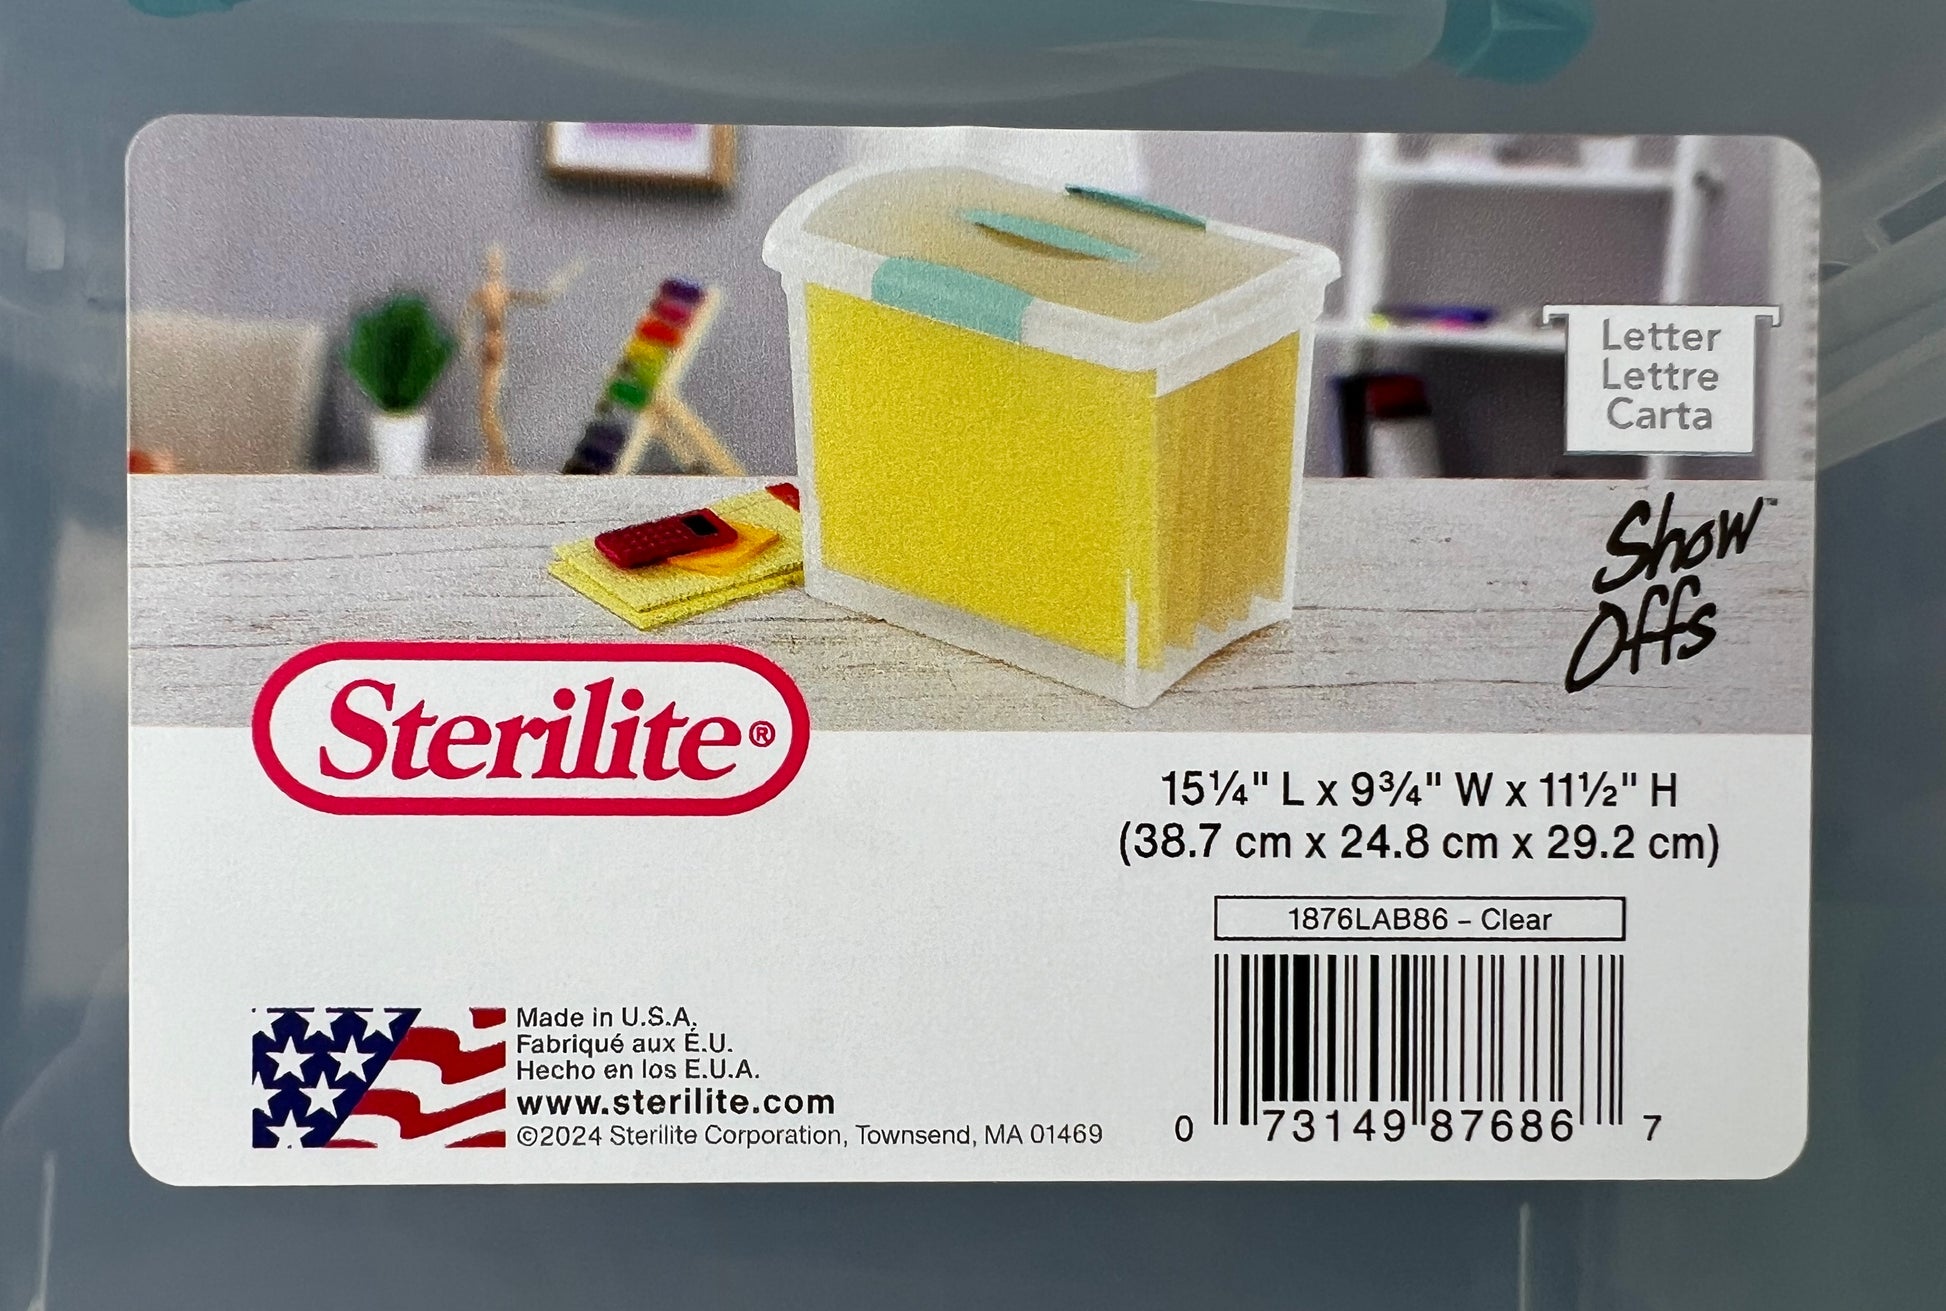 Letter
Lettre
Carta
Show™
Offs
Sterilite®
15¼" L x 9¾" W x 11½" H
(38.7 cm x 24.8 cm x 29.2 cm)
1876LAB86 – Clear
Made in U.S.A.
Fabriqué aux É.U.
Hecho en los E.U.A.
www.sterilite.com
©2024 Sterilite Corporation, Townsend, MA 01469
0 73149 87686 7